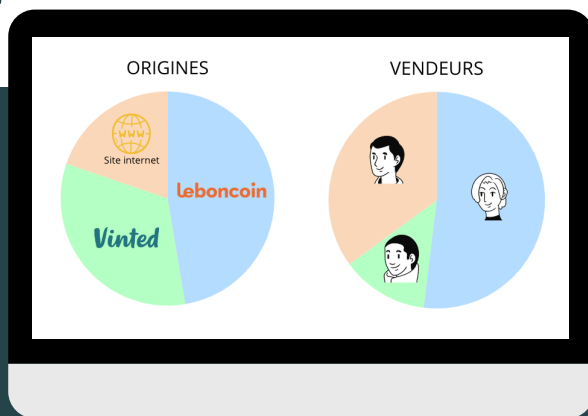 ORIGINES
VENDEURS
www
Site internet
leboncoin
Vinted